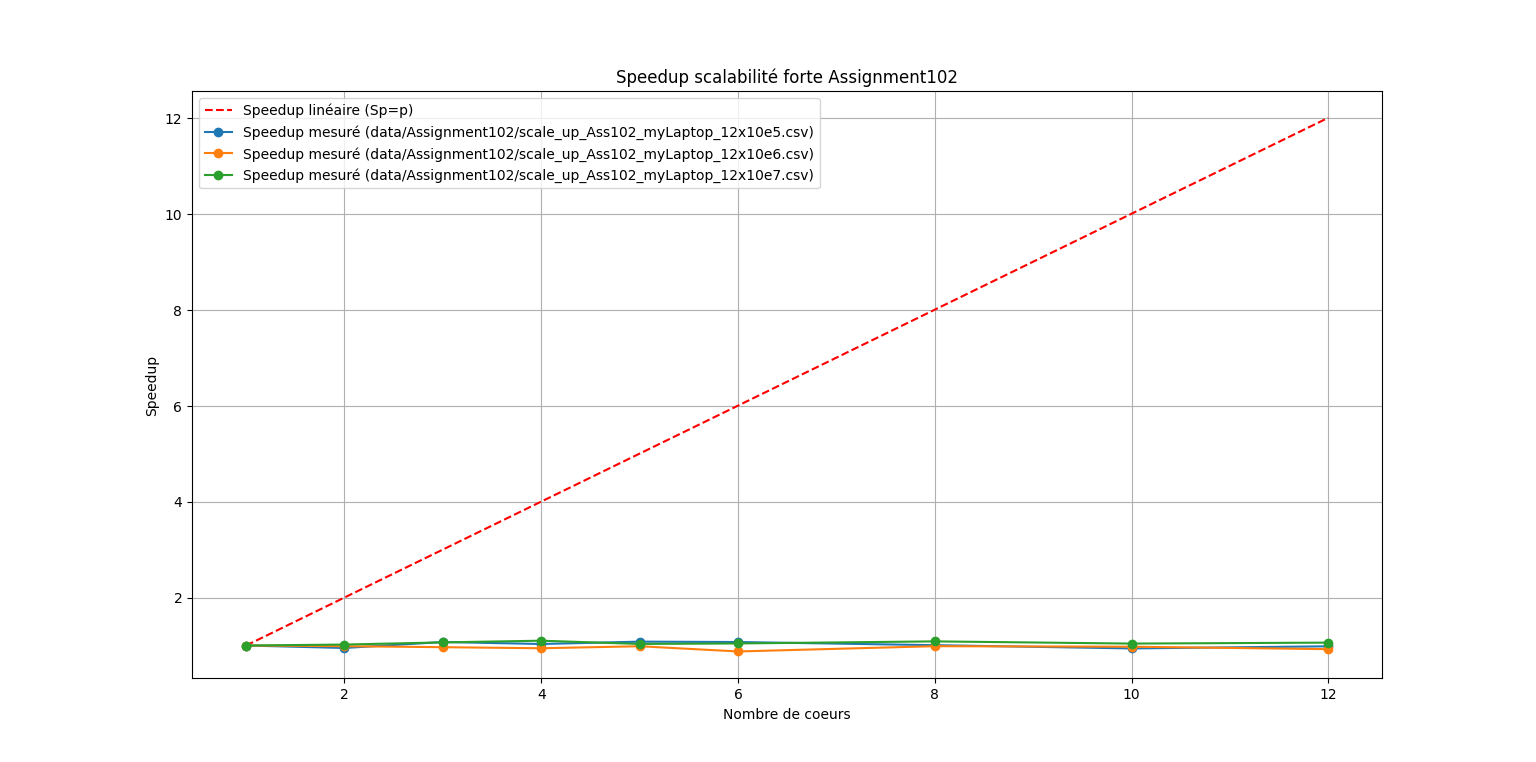 Speedup scalabilité forte Assignment102
Speedup linéaire (Sp=p)
Speedup mesuré (data/Assignment102/scale_up_Ass102_myLaptop_12x10e5.csv)
Speedup mesuré (data/Assignment102/scale_up_Ass102_myLaptop_12x10e6.csv)
Speedup mesuré (data/Assignment102/scale_up_Ass102_myLaptop_12x10e7.csv)
12
10
8
6
4
2
Speedup
2 4 6 8 10 12
Nombre de coeurs